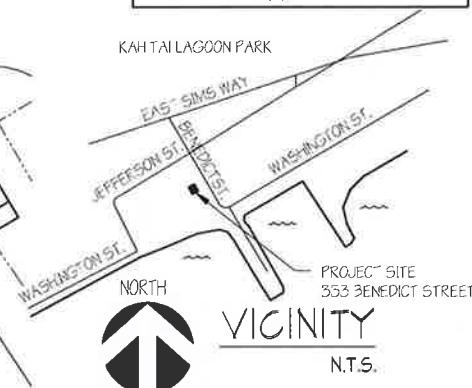 KAH TAI LAGOON PARK
EAST SIMS WAY
BENEDICT ST.
JEFFERSON ST.
WASHINGTON ST.
WASHINGTON ST.
PROJECT SITE
353 BENEDICT STREET
NORTH
VICINITY
N.T.S.